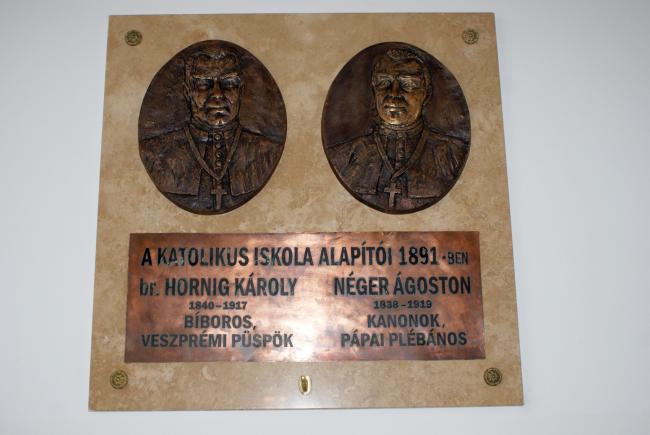 A KATOLIKUS ISKOLA ALAPÍTÓI 1891-BEN
br. HORNIG KÁROLY
1840-1917
BÍBOROS,
VESZPRÉMI PÜSPÖK
NÉGER ÁGOSTON
1838-1919
KANONOK,
PÁPAI PLÉBÁNOS